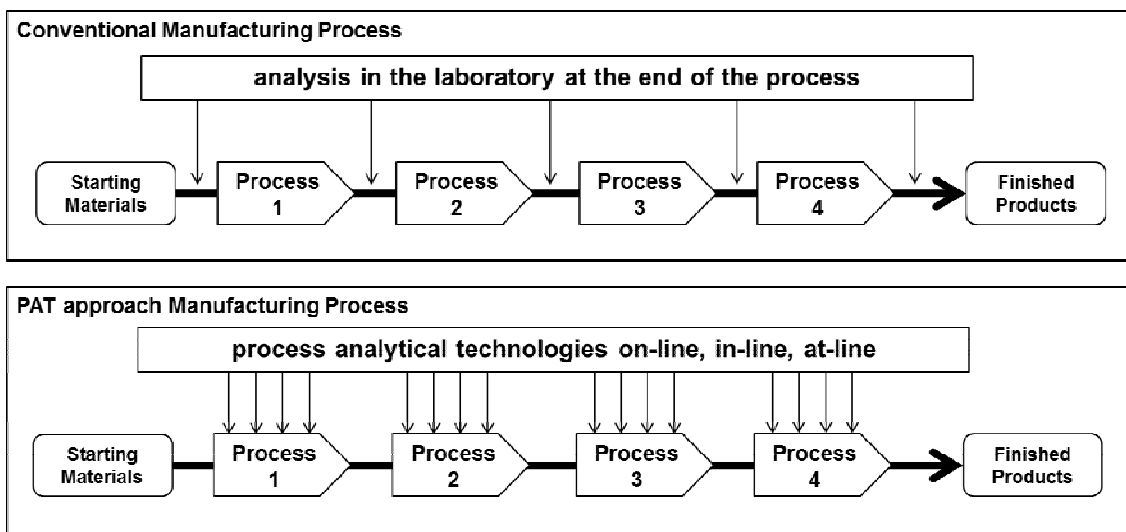 Conventional Manufacturing Process
analysis in the laboratory at the end of the process
Starting
Materials
Process
1
Process
2
Process
3
Process
4
Finished
Products
PAT approach Manufacturing Process
process analytical technologies on-line, in-line, at-line
Starting
Materials
Process
1
Process
2
Process
3
Process
4
Finished
Products